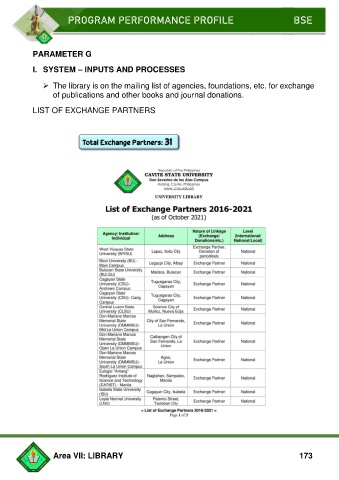 PROGRAM PERFORMANCE PROFILE BSE
PARAMETER G
I. SYSTEM – INPUTS AND PROCESSES
➢ The library is on the mailing list of agencies, foundations, etc. for exchange
of publications and other books and journal donations.
LIST OF EXCHANGE PARTNERS
Total Exchange Partners: 31
Republic of the Philippines
CAVITE STATE UNIVERSITY
Don Severino de las Alas Campus
Indang, Cavite, Philippines
www.cvsu.edu.ph
UNIVERSITY LIBRARY
List of Exchange Partners 2016-2021
(as of October 2021)
Agency/ Institution/ Individual | Address | Nature of Linkage (Exchange/ Donation/etc.) | Level (International/ National/Local)
West Visayas State University (WVSU) | Lapaz, Iloilo City | Exchange Partner, Donation of periodicals | National
Bicol University (BU) - Main Campus | Legazpi City, Albay | Exchange Partner | National
Bulacan State University (BULSU) | Malolos, Bulacan | Exchange Partner | National
Cagayan State University (CSU)- Andrews Campus | Tuguegarao City, Cagayan | Exchange Partner | National
Cagayan State University (CSU)- Carig Campus | Tuguegarao City, Cagayan | Exchange Partner | National
Central Luzon State University (CLSU) | Science City of Muñoz, Nueva Ecija | Exchange Partner | National
Don Mariano Marcos Memorial State University (DMMMSU)- Mid La Union Campus | City of San Fernando, La Union | Exchange Partner | National
Don Mariano Marcos Memorial State University (DMMMSU)- Open La Union Campus | Catbangen City of San Fernando, La Union | Exchange Partner | National
Don Mariano Marcos Memorial State University (DMMMSU)- South La Union Campus | Agoo, La Union | Exchange Partner | National
Eulogio "Amang" Rodriguez Institute of Science and Technology (EARIST) - Manila | Nagtahan, Sampaloc, Manila | Exchange Partner | National
Isabela State University (ISU) | Cagayan City, Isabela | Exchange Partner | National
Leyte Normal University (LNU) | Paterno Street, Tacloban City | Exchange Partner | National
= List of Exchange Partners 2016-2021 =
Page 1 of 3
Area VII: LIBRARY 173